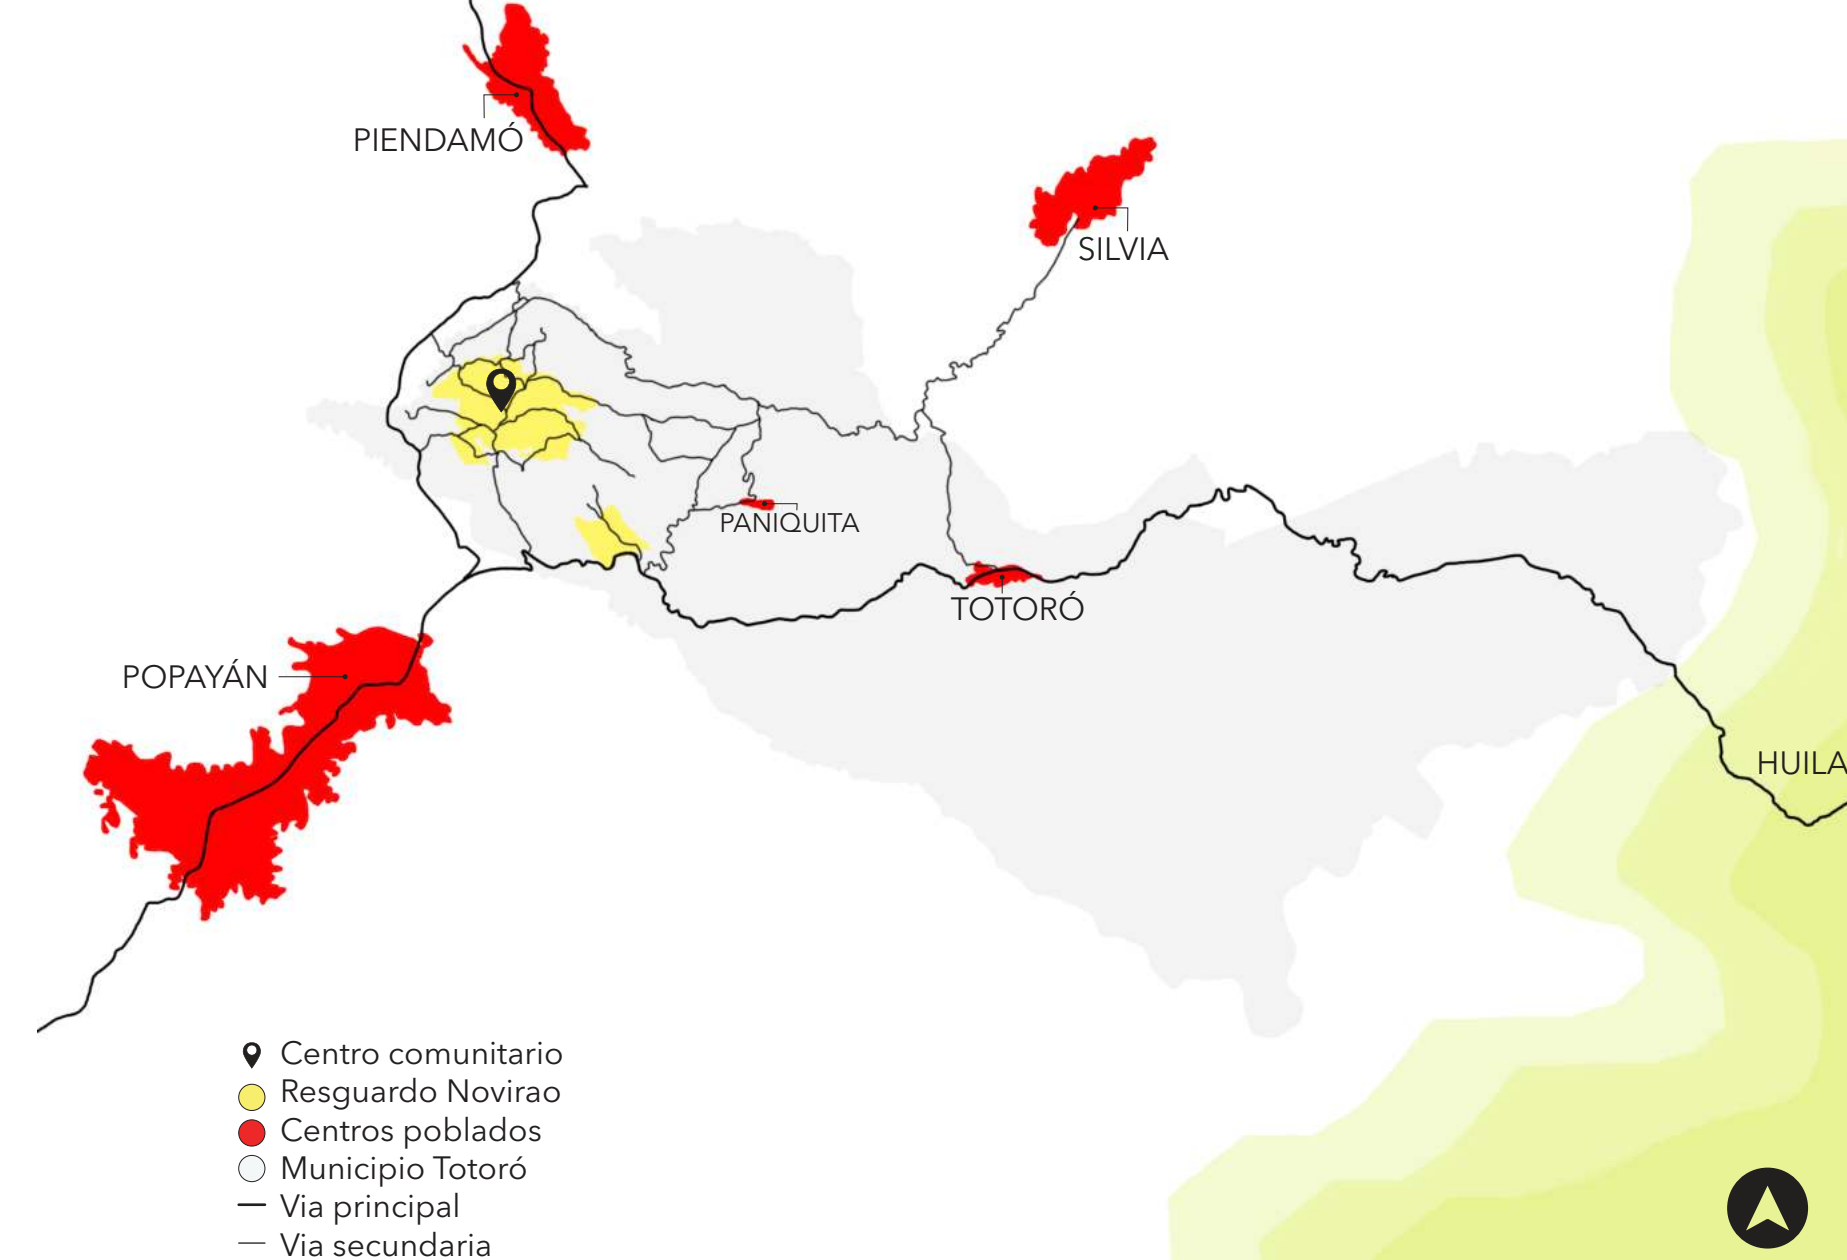 PIENDAMÓ
SILVIA
PANIQUITA
TOTORÓ
POPAYÁN
HUILA
Centro comunitario
Resguardo Novirao
Centros poblados
Municipio Totoró
Via principal
Via secundaria